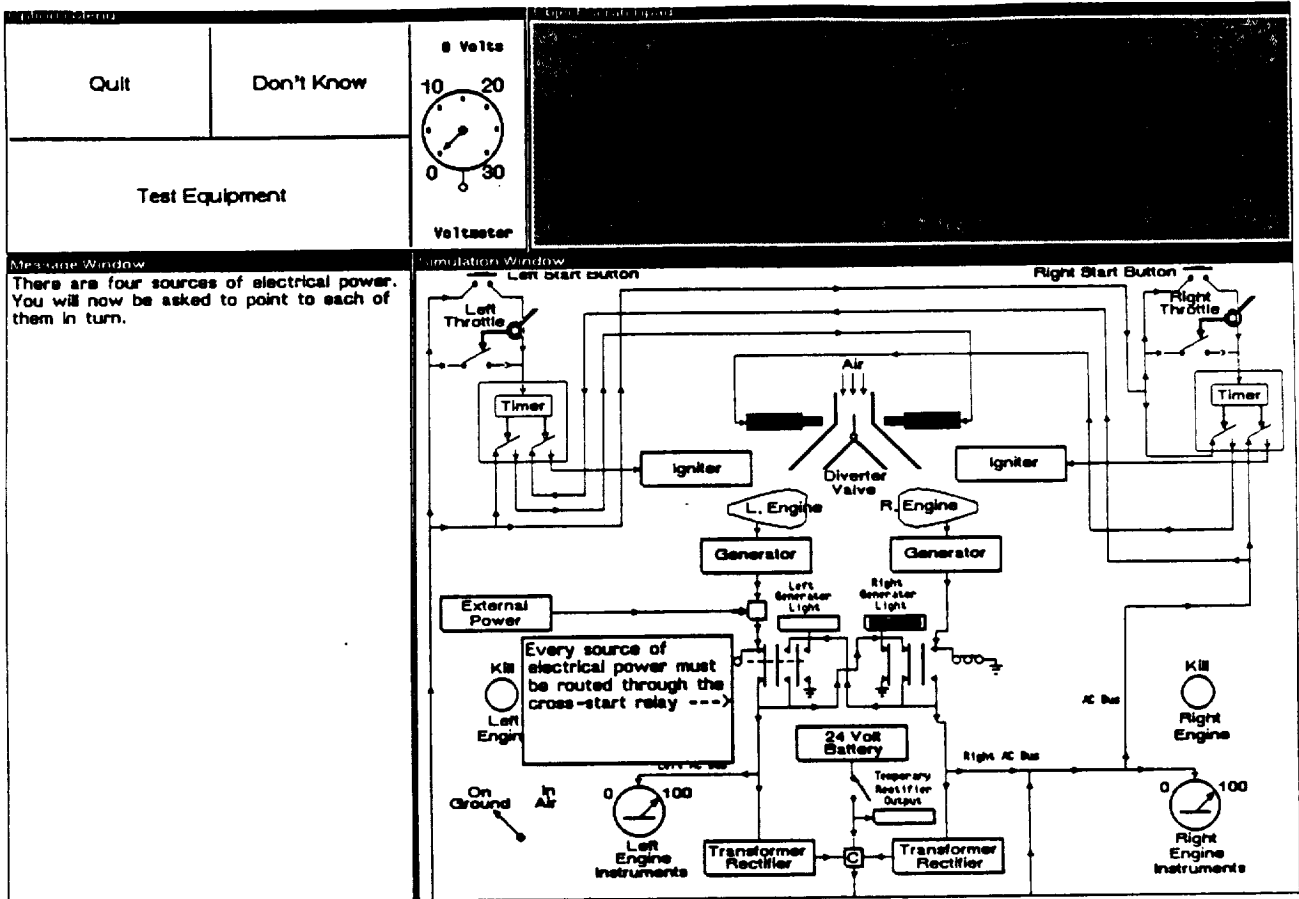 Quit
Don't Know
Test Equipment
0 Volts
10
20
0
30
Voltmeter
Message Window
There are four sources of electrical power.
You will now be asked to point to each of
them in turn.
Simulation Window
Left Start Button
Right Start Button
Left
Throttle
Right
Throttle
Timer
Timer
Air
Igniter
Igniter
Diverter
Valve
L. Engine
R. Engine
Generator
Generator
External
Power
Left
Generator
Light
Right
Generator
Light
Every source of
electrical power must
be routed through the
cross-start relay --->
Kill
Left
Engin
Kill
Right
Engine
AC Bus
24 Volt
Battery
Left AC Bus
Right AC Bus
On
Ground
In
Air
0
100
Left
Engine
Instruments
Temporary
Rectifier
Output
0
100
Right
Engine
Instruments
Transformer
Rectifier
C
Transformer
Rectifier